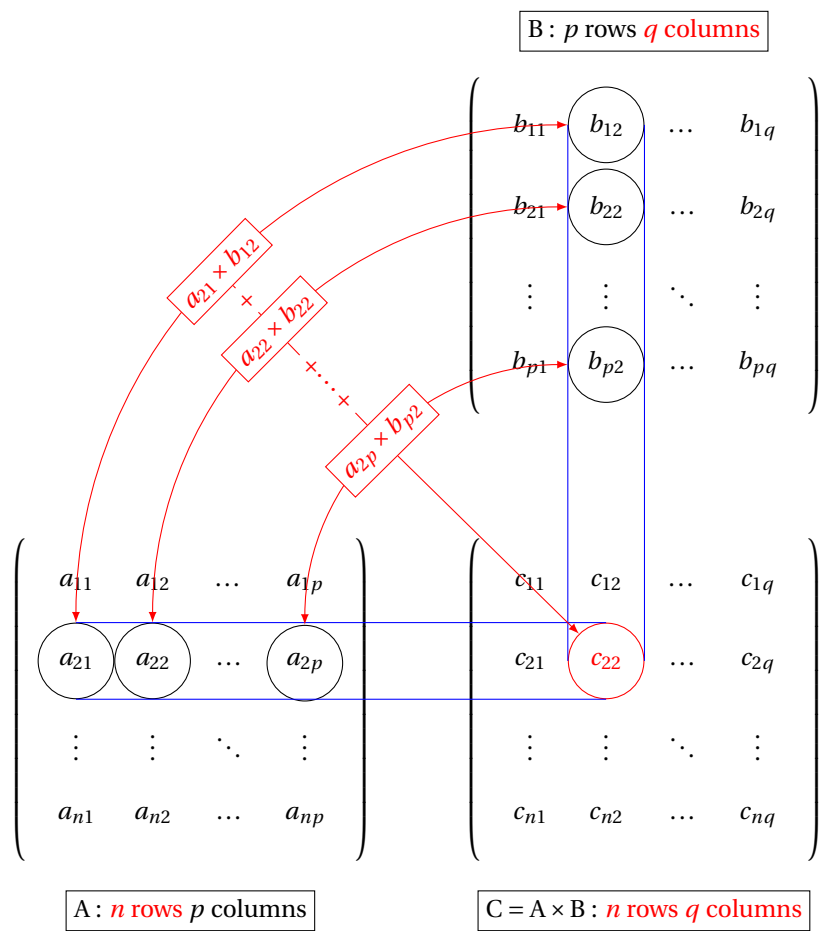 B : p rows q columns
b₁₁ b₁₂ … b₁q
b₂₁ b₂₂ … b₂q
⋮ ⋮ ⋱ ⋮
bₚ₁ bₚ₂ … bₚq
a₂₁ × b₁₂
+
a₂₂ × b₂₂
+ … +
a₂ₚ × bₚ₂
a₁₁ a₁₂ … a₁ₚ
a₂₁ a₂₂ … a₂ₚ
⋮ ⋮ ⋱ ⋮
aₙ₁ aₙ₂ … aₙₚ
c₁₁ c₁₂ … c₁q
c₂₁ c₂₂ … c₂q
⋮ ⋮ ⋱ ⋮
cₙ₁ cₙ₂ … cₙq
A : n rows p columns
C = A × B : n rows q columns